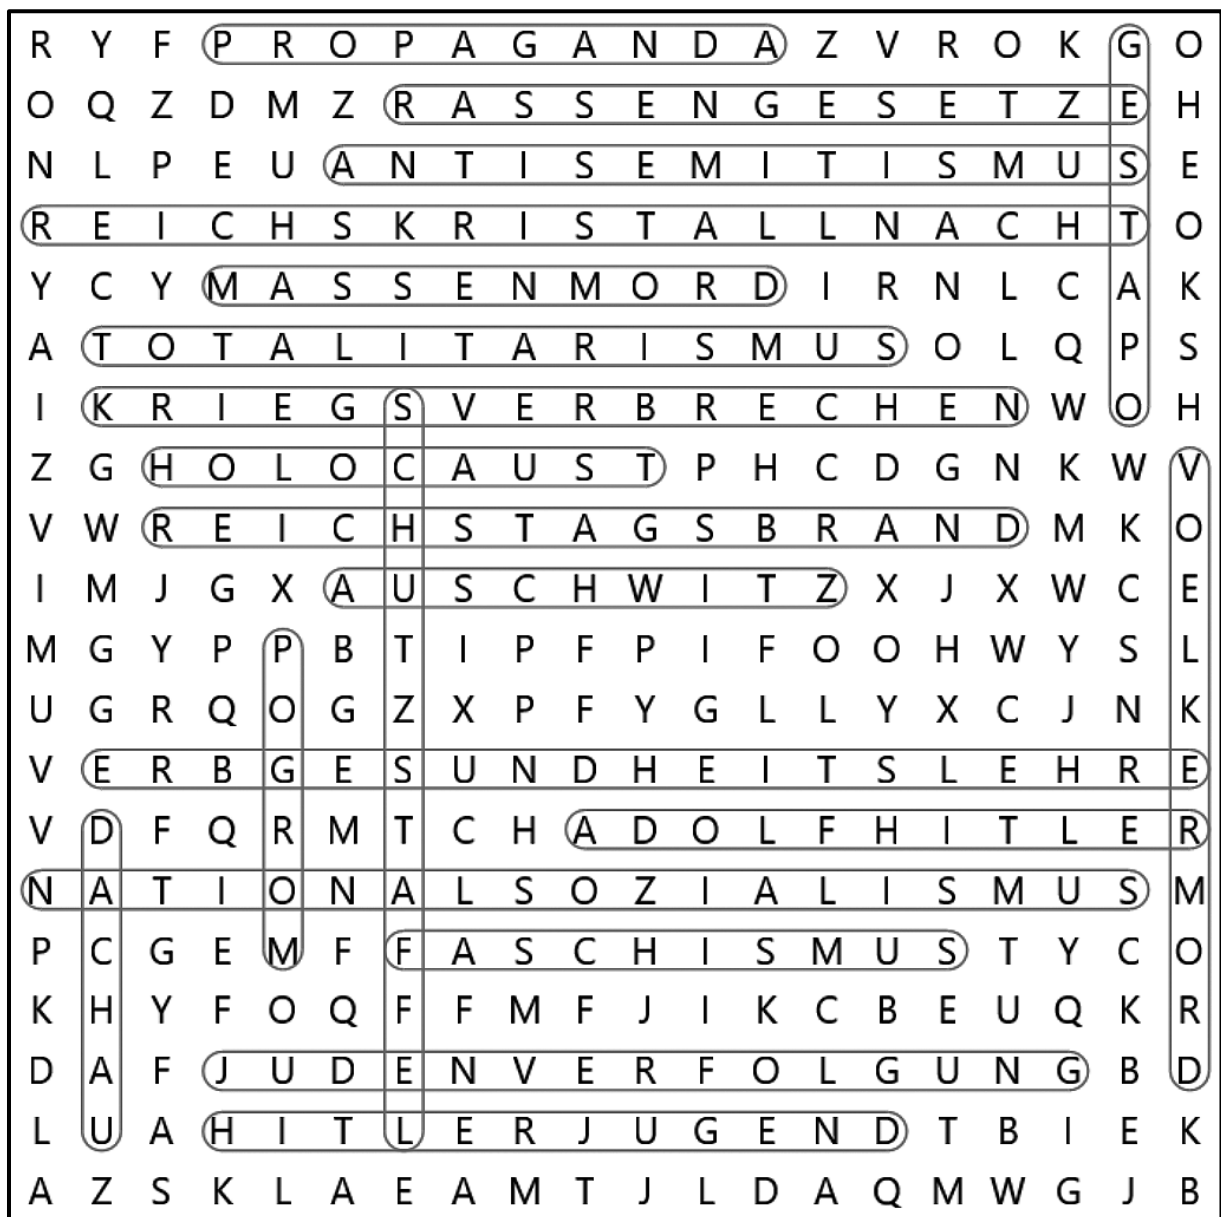 R Y F P R O P A G A N D A Z V R O K G O
O Q Z D M Z R A S S E N G E S E T Z E H
N L P E U A N T I S E M I T I S M U S E
R E I C H S K R I S T A L L N A C H T O
Y C Y M A S S E N M O R D I R N L C A K
A T O T A L I T A R I S M U S O L Q P S
I K R I E G S V E R B R E C H E N W O H
Z G H O L O C A U S T P H C D G N K W V
V W R E I C H S T A G S B R A N D M K O
I M J G X A U S C H W I T Z X J X W C E
M G Y P P B T I P F P I F O O H W Y S L
U G R Q O G Z X P F Y G L L Y X C J N K
V E R B G E S U N D H E I T S L E H R E
V D F Q R M T C H A D O L F H I T L E R
N A T I O N A L S O Z I A L I S M U S M
P C G E M F F A S C H I S M U S T Y C O
K H Y F O Q F F M F J I K C B E U Q K R
D A F J U D E N V E R F O L G U N G B D
L U A H I T L E R J U G E N D T B I E K
A Z S K L A E A M T J L D A Q M W G J B